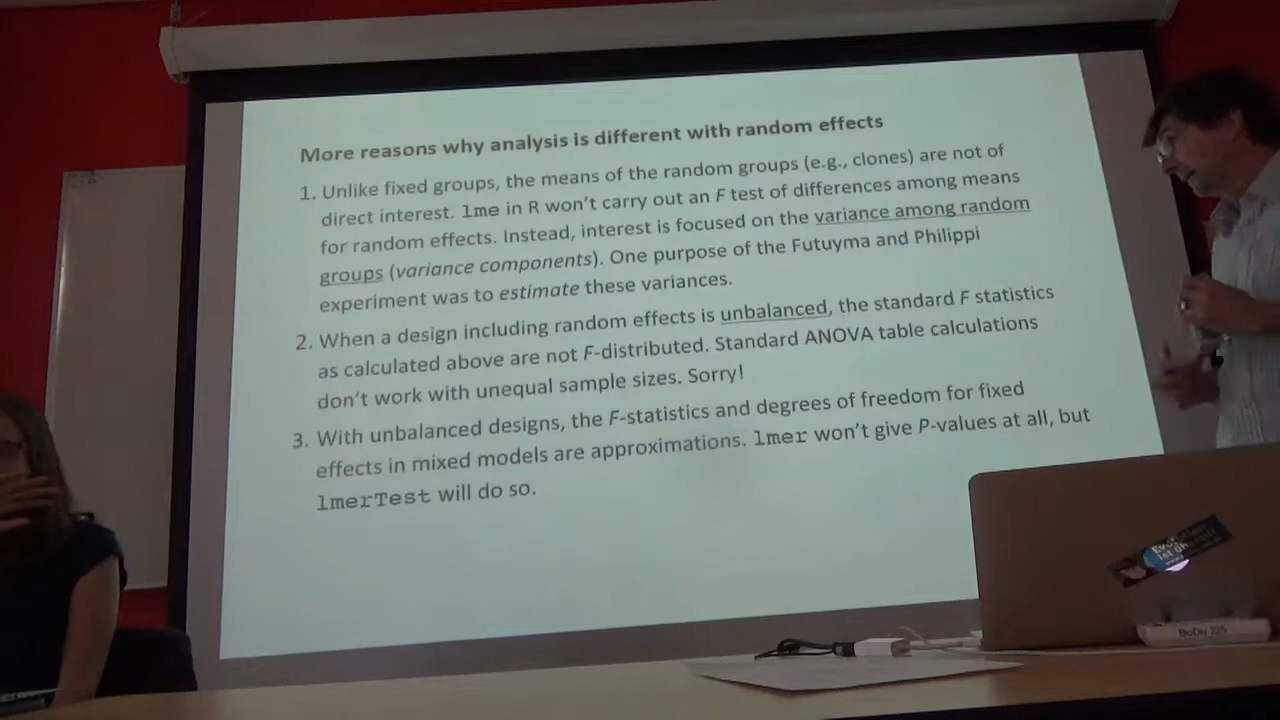 More reasons why analysis is different with random effects
1. Unlike fixed groups, the means of the random groups (e.g., clones) are not of
direct interest. lme in R won't carry out an F test of differences among means
for random effects. Instead, interest is focused on the variance among random
groups (variance components). One purpose of the Futuyma and Philippi
experiment was to estimate these variances.
2. When a design including random effects is unbalanced, the standard F statistics
as calculated above are not F-distributed. Standard ANOVA table calculations
don't work with unequal sample sizes. Sorry!
3. With unbalanced designs, the F-statistics and degrees of freedom for fixed
effects in mixed models are approximations. lmer won't give P-values at all, but
lmerTest will do so.
BioDiv 225